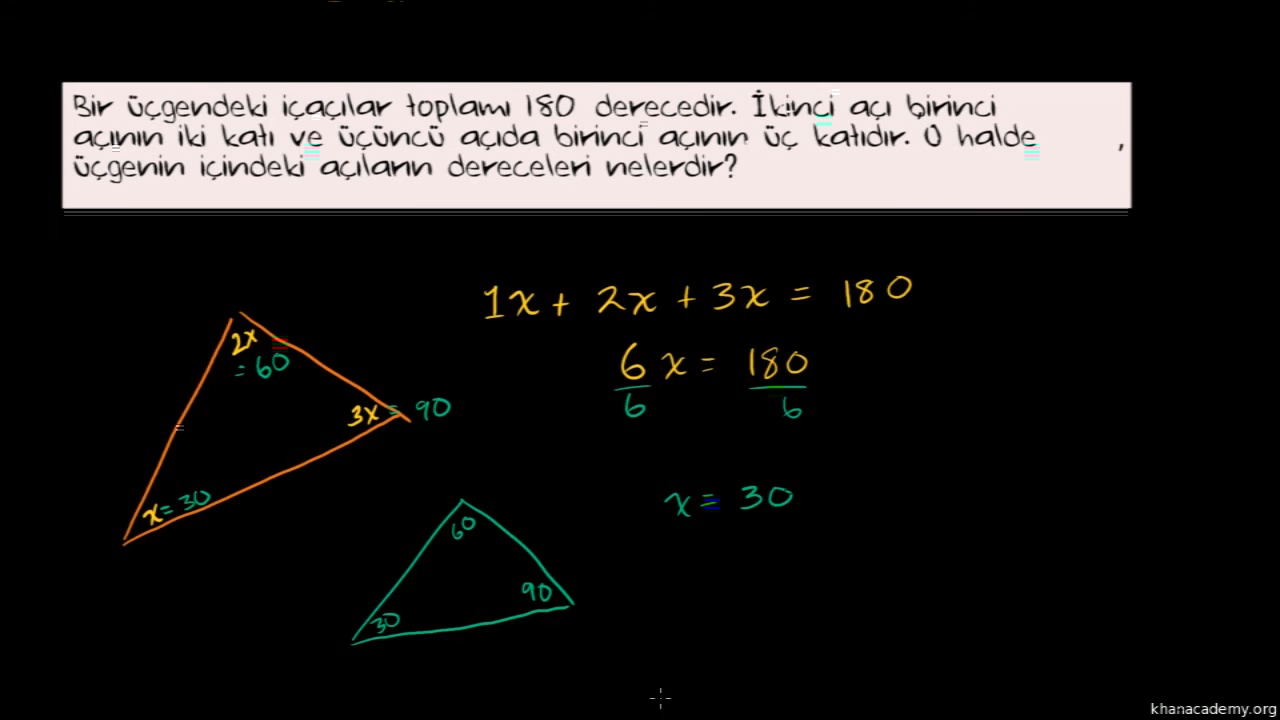 Bir üçgendeki içaçılar toplamı 180 derecedir. İkinci açı birinci
açının iki katı ve üçüncü açıda birinci açının üç katıdır. O halde ,
üçgenin içindeki açıların dereceleri nelerdir?
1x + 2x + 3x = 180
6x = 180
6 6
x = 30
2x
= 60
3x = 90
x = 30
60
90
30
khanacademy.org